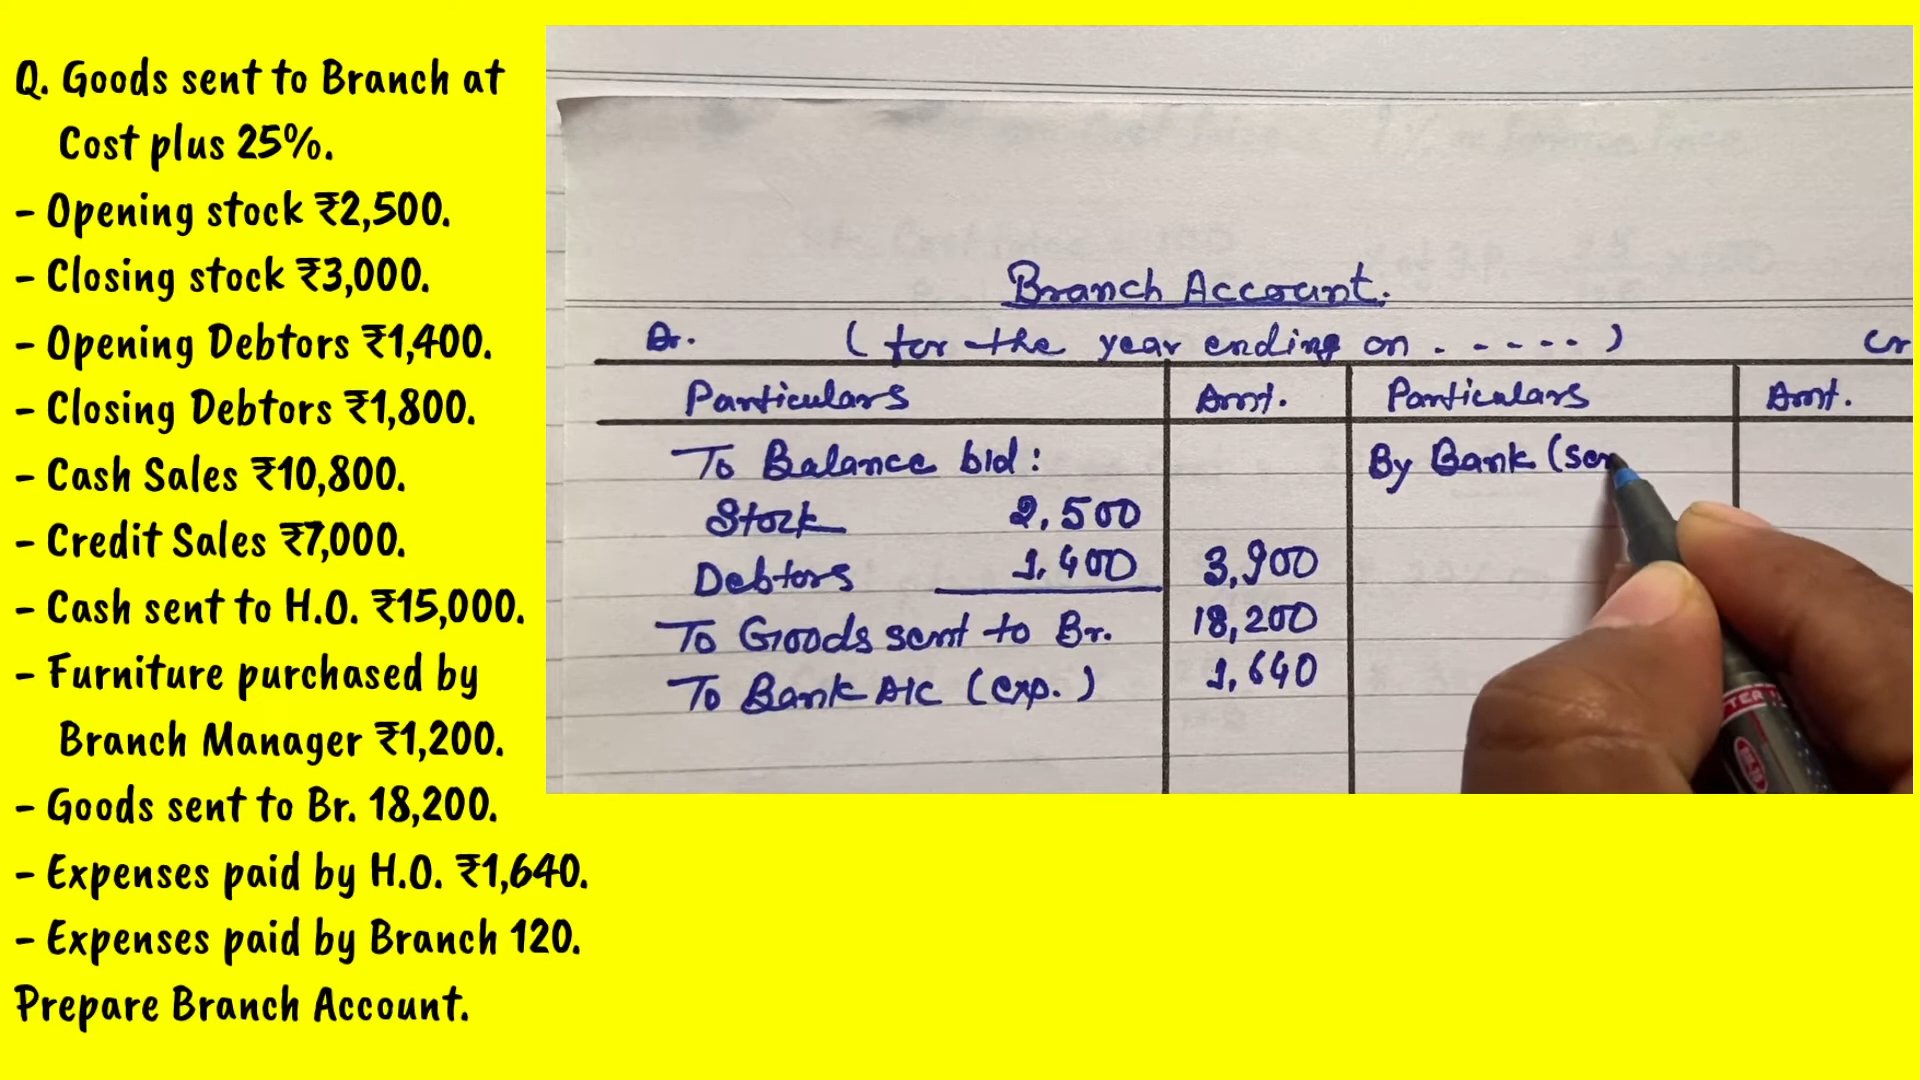 Q. Goods sent to Branch at
Cost plus 25%.
- Opening stock ₹2,500.
- Closing stock ₹3,000.
- Opening Debtors ₹1,400.
- Closing Debtors ₹1,800.
- Cash Sales ₹10,800.
- Credit Sales ₹7,000.
- Cash sent to H.O. ₹15,000.
- Furniture purchased by
Branch Manager ₹1,200.
- Goods sent to Br. 18,200.
- Expenses paid by H.O. ₹1,640.
- Expenses paid by Branch 120.
Prepare Branch Account.
Branch Account.
Dr. (for the year ending on . - - - - - ) Cr
Particulars Amt. Particulars Amt.
To Balance b/d: By Bank (sen
Stock 2,500
Debtors 1,400 3,900
To Goods sent to Br. 18,200
To Bank A/C (exp.) 1,640